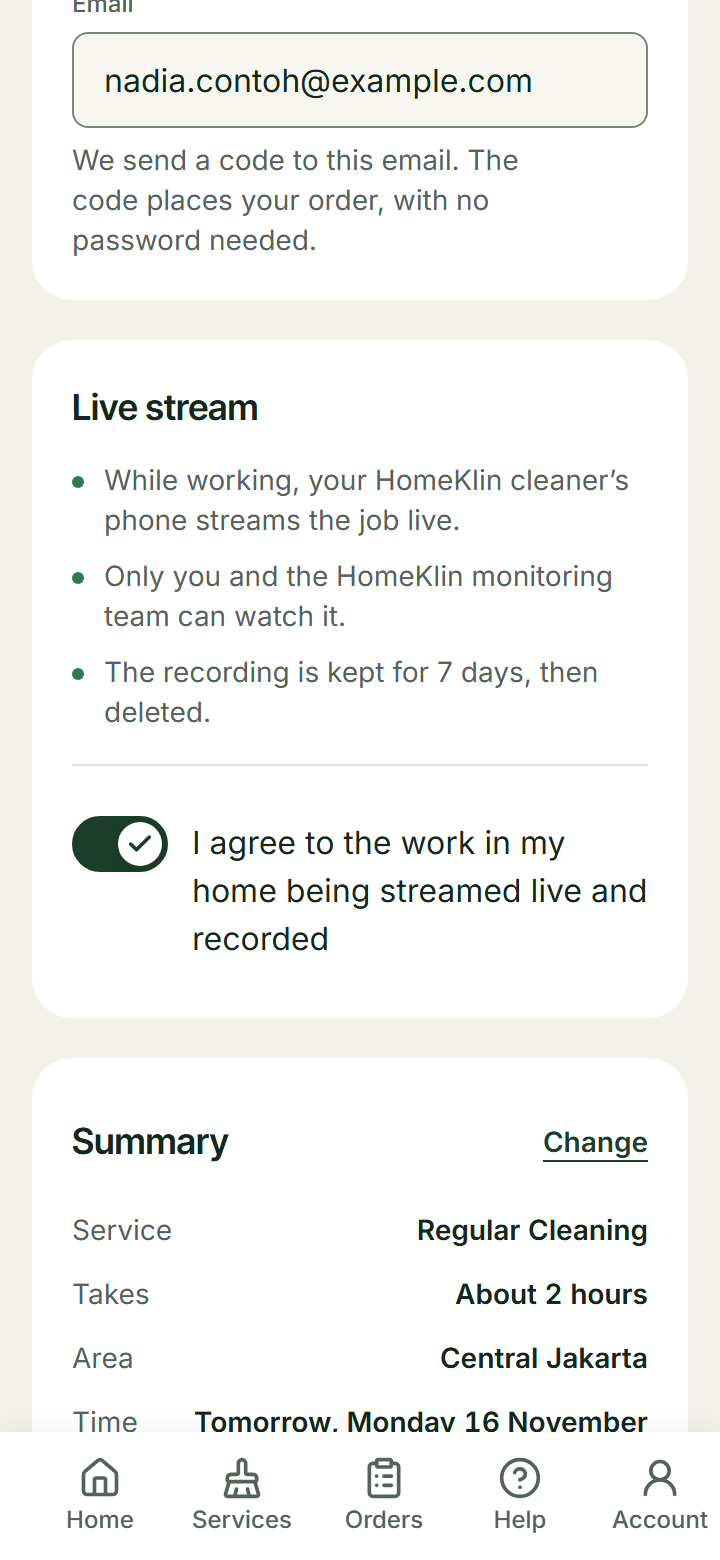 Email
nadia.contoh@example.com
We send a code to this email. The
code places your order, with no
password needed.
Live stream
While working, your HomeKlin cleaner’s
phone streams the job live.
Only you and the HomeKlin monitoring
team can watch it.
The recording is kept for 7 days, then
deleted.
I agree to the work in my
home being streamed live and
recorded
Summary
Change
Service
Regular Cleaning
Takes
About 2 hours
Area
Central Jakarta
Time
Tomorrow, Monday 16 November
Home
Services
Orders
Help
Account